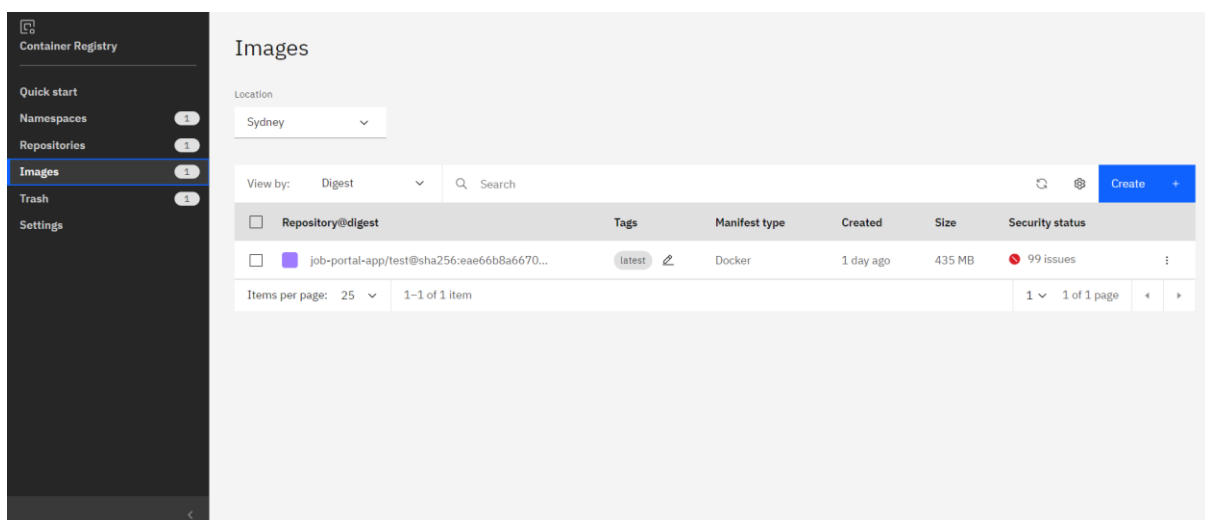 Container Registry
Quick start
Namespaces 1
Repositories 1
Images 1
Trash 1
Settings
Images
Location
Sydney
View by: Digest Search Create +
Repository@digest Tags Manifest type Created Size Security status
job-portal-app/test@sha256:eae66b8a6670... latest Docker 1 day ago 435 MB 99 issues
Items per page: 25 1–1 of 1 item 1 1 of 1 page